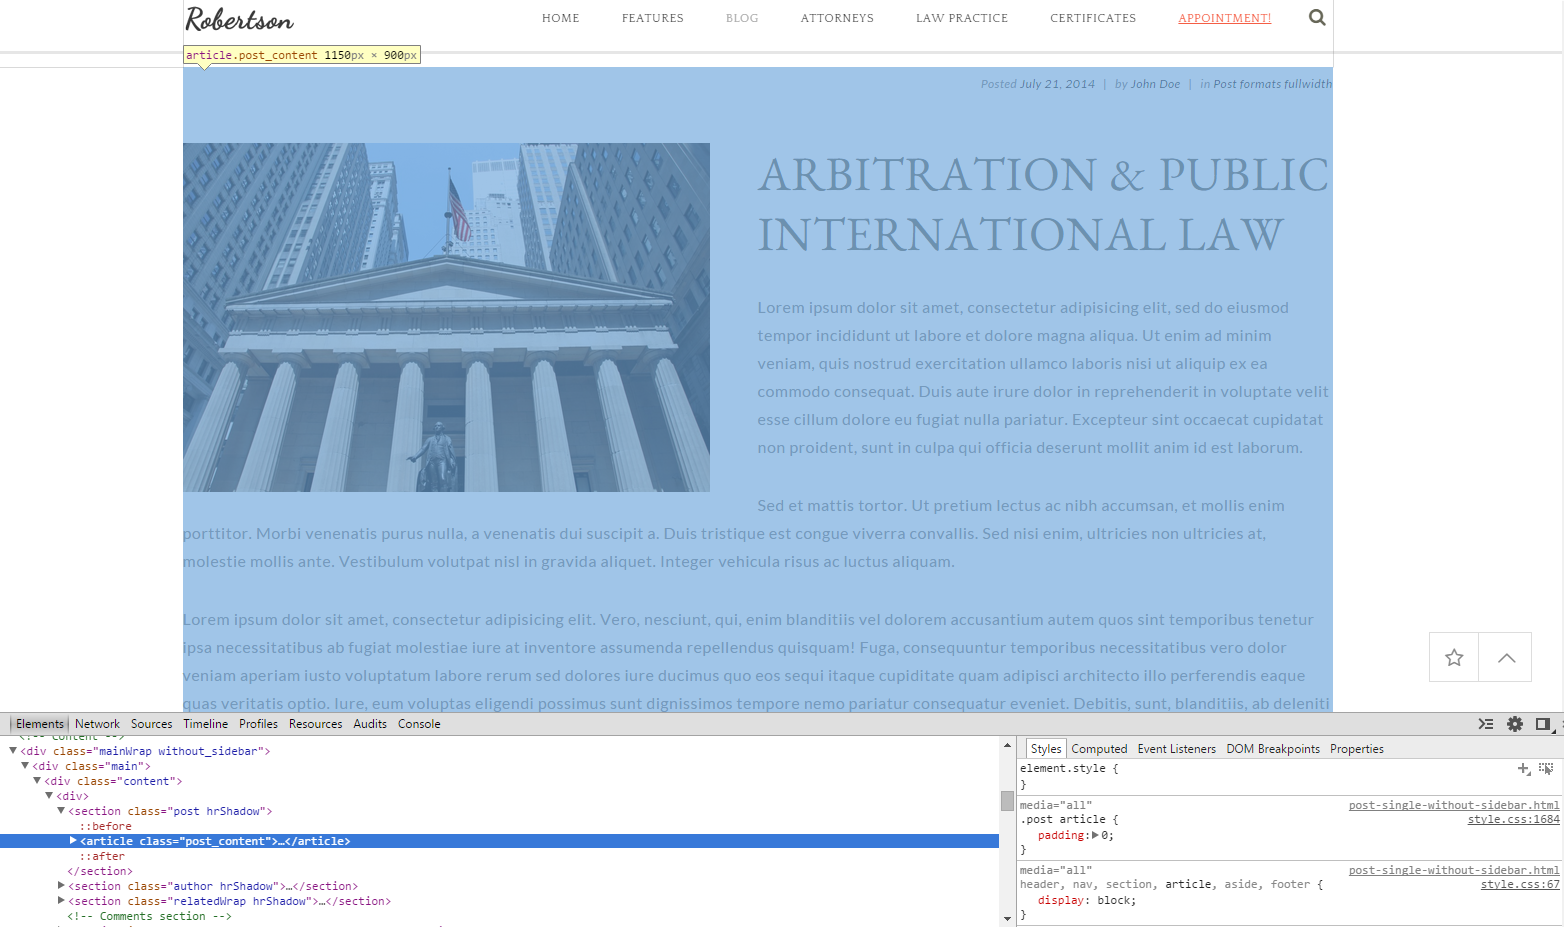 Robertson
HOME FEATURES BLOG ATTORNEYS LAW PRACTICE CERTIFICATES APPOINTMENT!
article.post_content 1150px × 900px
Posted July 21, 2014 | by John Doe | in Post formats fullwidth
ARBITRATION & PUBLIC
INTERNATIONAL LAW
Lorem ipsum dolor sit amet, consectetur adipisicing elit, sed do eiusmod
tempor incididunt ut labore et dolore magna aliqua. Ut enim ad minim
veniam, quis nostrud exercitation ullamco laboris nisi ut aliquip ex ea
commodo consequat. Duis aute irure dolor in reprehenderit in voluptate velit
esse cillum dolore eu fugiat nulla pariatur. Excepteur sint occaecat cupidatat
non proident, sunt in culpa qui officia deserunt mollit anim id est laborum.
Sed et mattis tortor. Ut pretium lectus ac nibh accumsan, et mollis enim
porttitor. Morbi venenatis purus nulla, a venenatis dui suscipit a. Duis tristique est congue viverra convallis. Sed nisi enim, ultricies non ultricies at,
molestie mollis ante. Vestibulum volutpat nisl in gravida aliquet. Integer vehicula risus ac luctus aliquam.
Lorem ipsum dolor sit amet, consectetur adipisicing elit. Vero, nesciunt, qui, enim blanditiis vel dolorem accusantium autem quos sint temporibus tenetur
ipsa necessitatibus ab fugiat molestiae iure at inventore assumenda repellendus quisquam! Fuga, consequuntur temporibus necessitatibus vero dolor
veniam aperiam iusto voluptatum labore rerum sed dolores iure ducimus quo eos sequi itaque cupiditate quam adipisci architecto illo perferendis eaque
quas veritatis optio. Iure, eum voluptas eligendi possimus sunt dignissimos tempore nemo pariatur consequatur eveniet. Debitis, sunt, blanditiis, ab deleniti
Elements Network Sources Timeline Profiles Resources Audits Console
<!-- Content -->
<div class="mainWrap without_sidebar">
<div class="main">
<div class="content">
<div>
<section class="post hrShadow">
::before
<article class="post_content">…</article>
::after
</section>
<section class="author hrShadow">…</section>
<section class="relatedWrap hrShadow">…</section>
<!-- Comments section -->
Styles Computed Event Listeners DOM Breakpoints Properties
element.style {
}
media="all" post-single-without-sidebar.html
.post article { style.css:1684
padding: 0;
}
media="all" post-single-without-sidebar.html
header, nav, section, article, aside, footer { style.css:67
display: block;
}